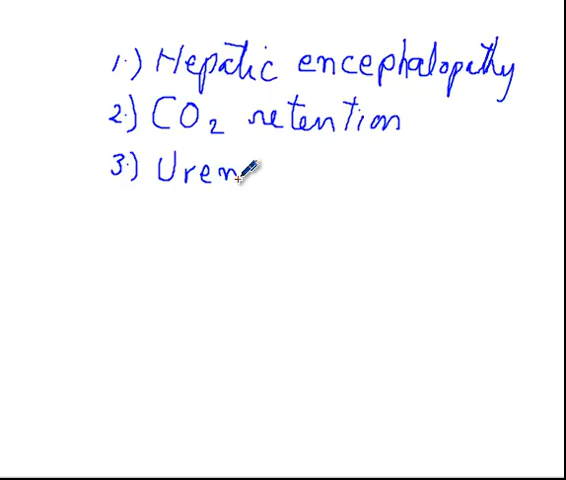 1.) Hepatic encephalopathy
2.) CO2 retention
3.) Urem